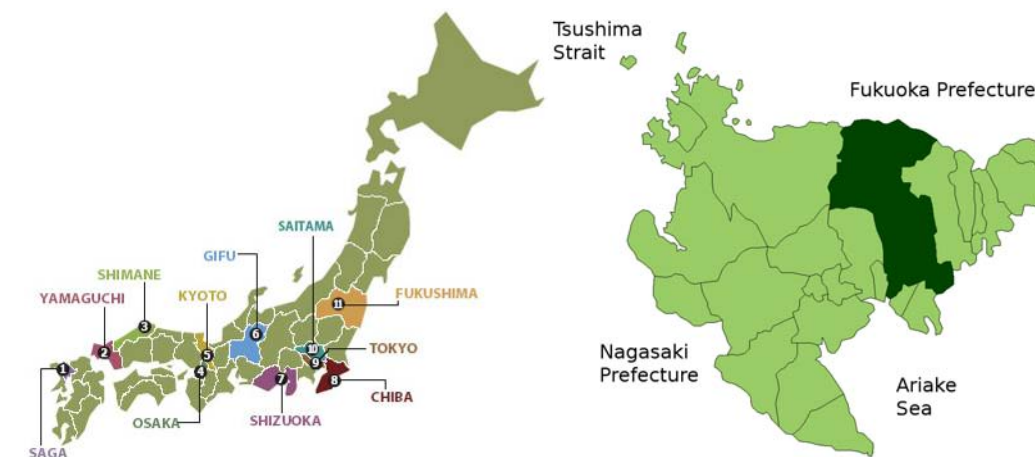 SAITAMA
GIFU
SHIMANE
YAMAGUCHI
KYOTO
FUKUSHIMA
11
3
6
2
5
10
TOKYO
1
4
9
7
8
CHIBA
OSAKA
SHIZUOKA
SAGA
Tsushima
Strait
Fukuoka Prefecture
Nagasaki
Prefecture
Ariake
Sea